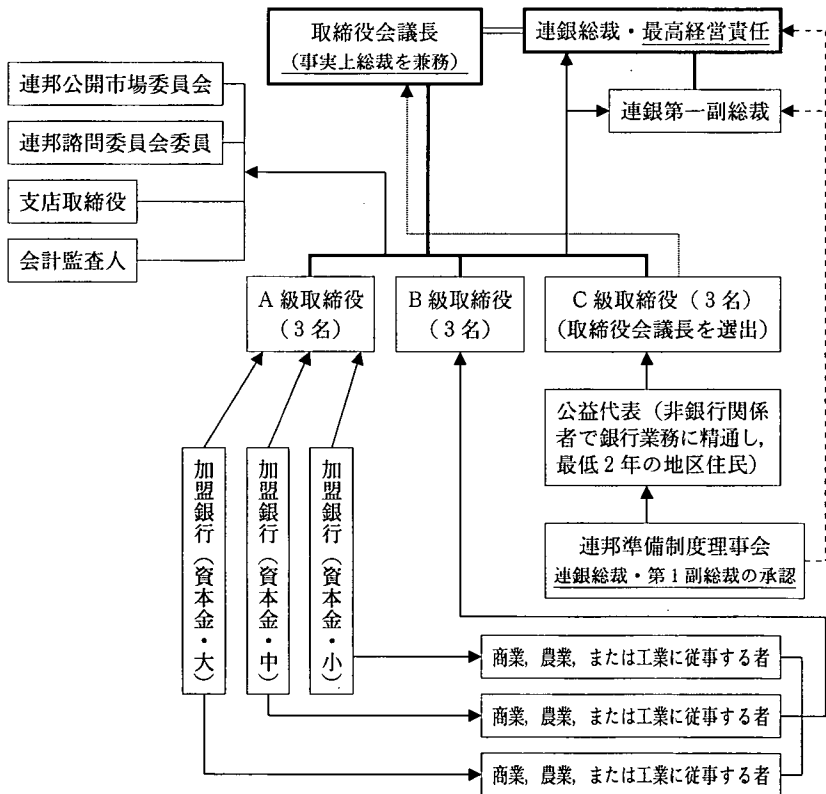 取締役会議長
(事実上総裁を兼務)
連銀総裁・最高経営責任
連銀第一副総裁
連邦公開市場委員会
連邦諮問委員会委員
支店取締役
会計監査人
A級取締役
(3名)
B級取締役
(3名)
C級取締役(3名)
(取締役会議長を選出)
公益代表(非銀行関係
者で銀行業務に精通し,
最低2年の地区住民)
連邦準備制度理事会
連銀総裁・第1副総裁の承認
加盟銀行(資本金・大)
加盟銀行(資本金・中)
加盟銀行(資本金・小)
商業,農業,または工業に従事する者
商業,農業,または工業に従事する者
商業,農業,または工業に従事する者